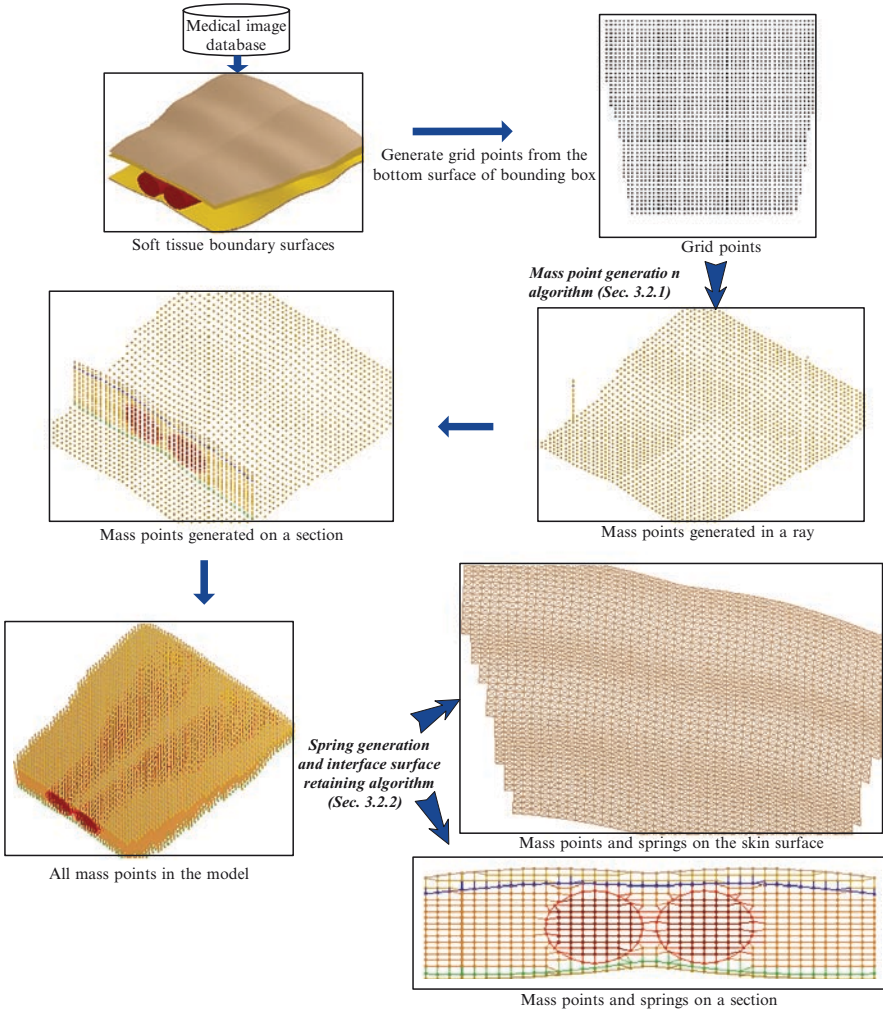 Medical image
database
Generate grid points from the
bottom surface of bounding box
Soft tissue boundary surfaces
Grid points
Mass point generatio n
algorithm (Sec. 3.2.1)
Mass points generated on a section
Mass points generated in a ray
Spring generation
and interface surface
retaining algorithm
(Sec. 3.2.2)
All mass points in the model
Mass points and springs on the skin surface
Mass points and springs on a section